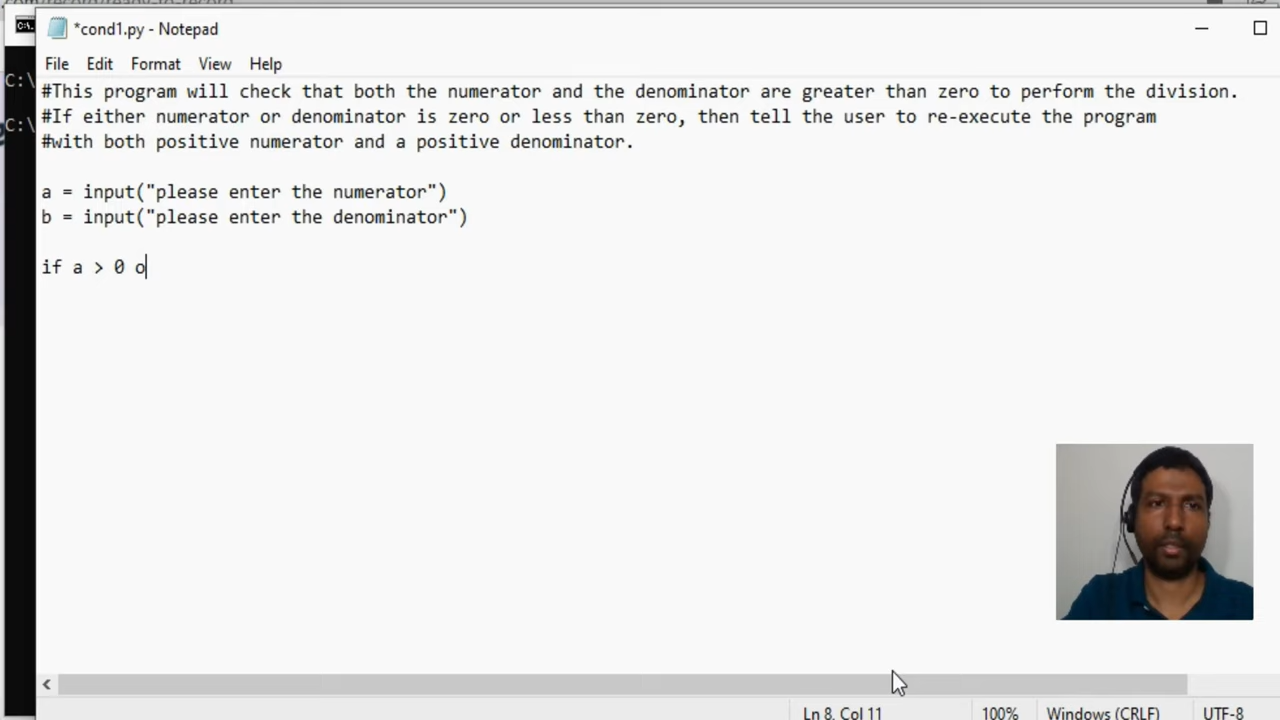 *cond1.py - Notepad
File Edit Format View Help
#This program will check that both the numerator and the denominator are greater than zero to perform the division.
#If either numerator or denominator is zero or less than zero, then tell the user to re-execute the program
#with both positive numerator and a positive denominator.
a = input("please enter the numerator")
b = input("please enter the denominator")
if a > 0 o
C:\
C:\
Ln 8, Col 11 100% Windows (CRLF) UTF-8